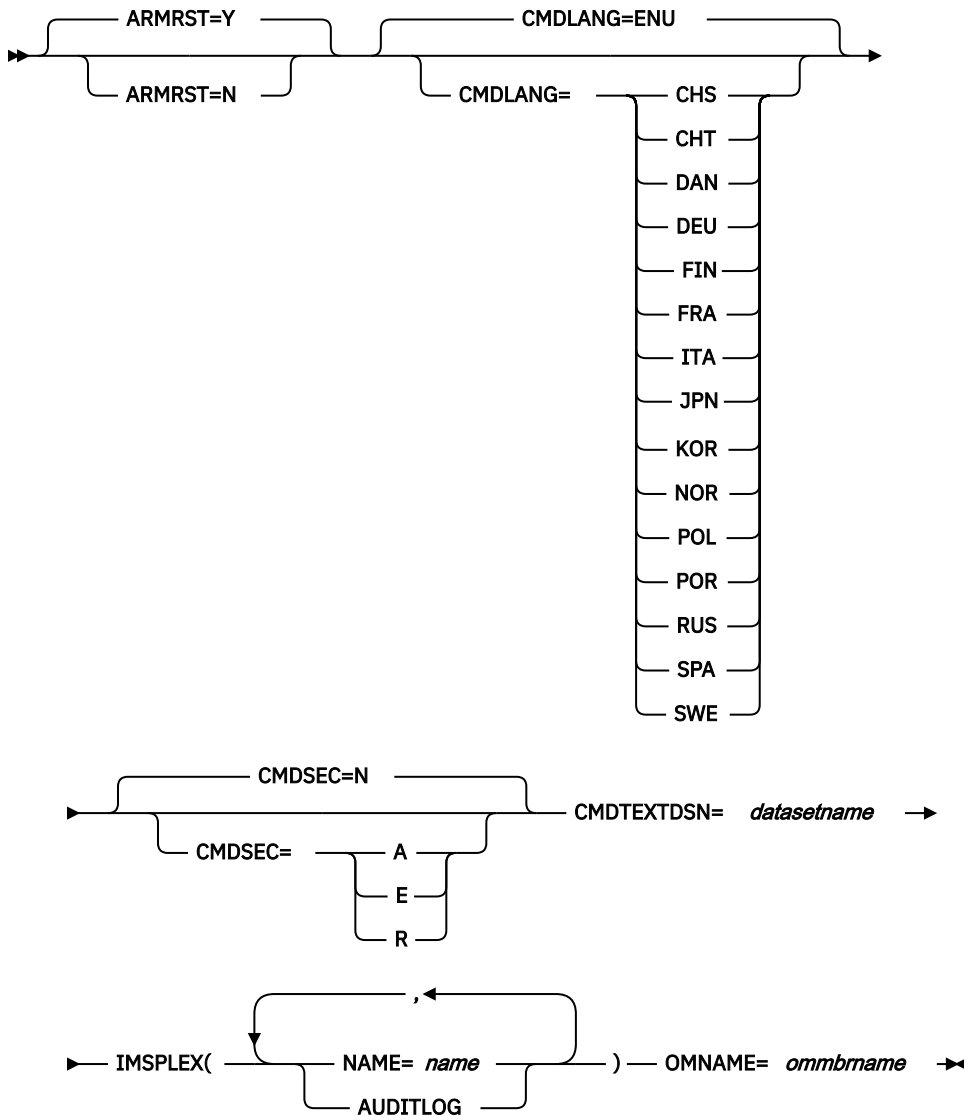 ARMRST=Y CMDLANG=ENU
ARMRST=N CMDLANG= CHS
CHT
DAN
DEU
FIN
FRA
ITA
JPN
KOR
NOR
POL
POR
RUS
SPA
SWE
CMDSEC=N
CMDTEXTDSN= datasetname
CMDSEC= A
E
R
,
IMSPLEX( NAME= name ) OMNAME= ommbrname
AUDITLOG